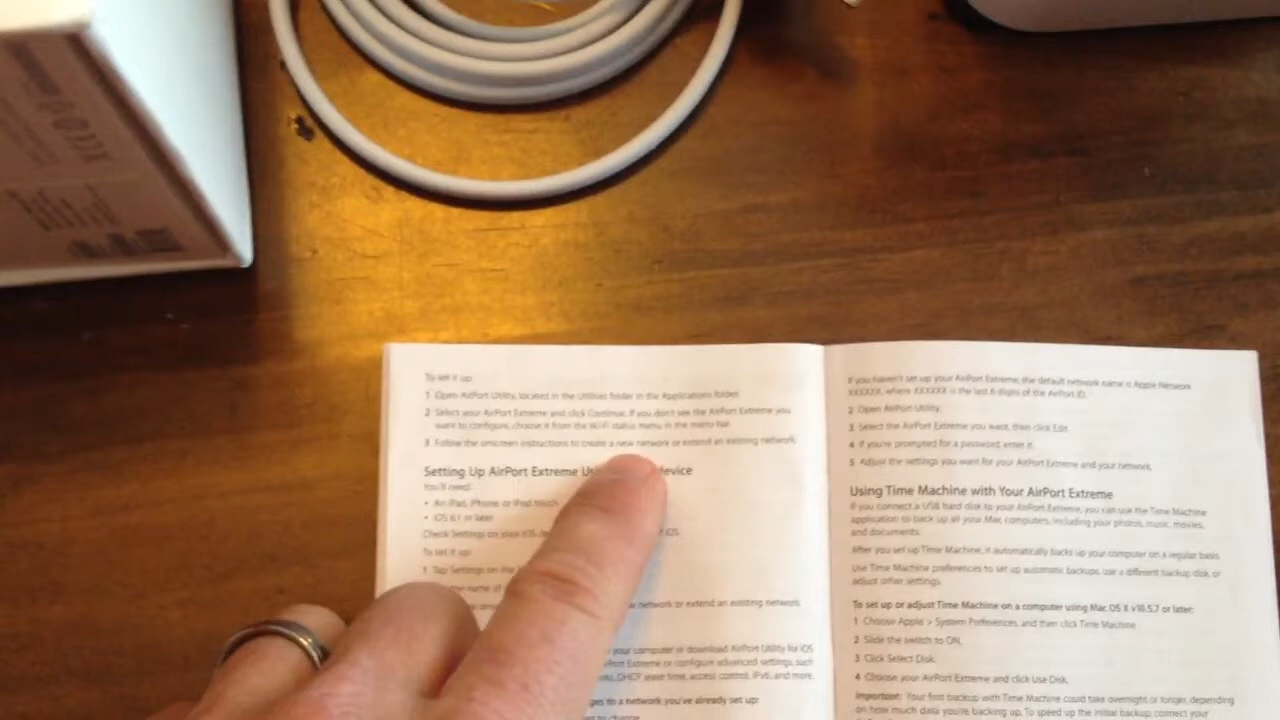 To set it up:
1 Open AirPort Utility, located in the Utilities folder in the Applications folder.
2 Select your AirPort Extreme and click Continue. If you don't see the AirPort Extreme you
want to configure, choose it from the Wi-Fi status menu in the menu bar.
3 Follow the onscreen instructions to create a new network or extend an existing network.
Setting Up AirPort Extreme device
You'll need:
• An iPad, iPhone, or iPod touch
• iOS 6.1 or later
Check Settings on your iOS
To set it up:
1 Tap Settings on the
name of
network or extend an existing network.
your computer or download AirPort Utility for iOS
Extreme or configure advanced settings, such
DHCP lease time, access control, IPv6, and more.
to a network you've already set up:
to change.
If you haven't set up your AirPort Extreme, the default network name is Apple Network
XXXXXX, where XXXXXX is the last 6 digits of the AirPort ID.
2 Open AirPort Utility.
3 Select the AirPort Extreme you want, then click Edit.
4 If you're prompted for a password, enter it.
5 Adjust the settings you want for your AirPort Extreme and your network.
Using Time Machine with Your AirPort Extreme
If you connect a USB hard disk to your AirPort Extreme, you can use the Time Machine
application to back up all your Mac computers, including your photos, music, movies,
and documents.
After you set up Time Machine, it automatically backs up your computer on a regular basis.
Use Time Machine preferences to set up automatic backups, use a different backup disk, or
adjust other settings.
To set up or adjust Time Machine on a computer using Mac OS X v10.5.7 or later:
1 Choose Apple > System Preferences, and then click Time Machine.
2 Slide the switch to ON.
3 Click Select Disk.
4 Choose your AirPort Extreme and click Use Disk.
Important: Your first backup with Time Machine could take overnight or longer, depending
on how much data you're backing up. To speed up the initial backup, connect your